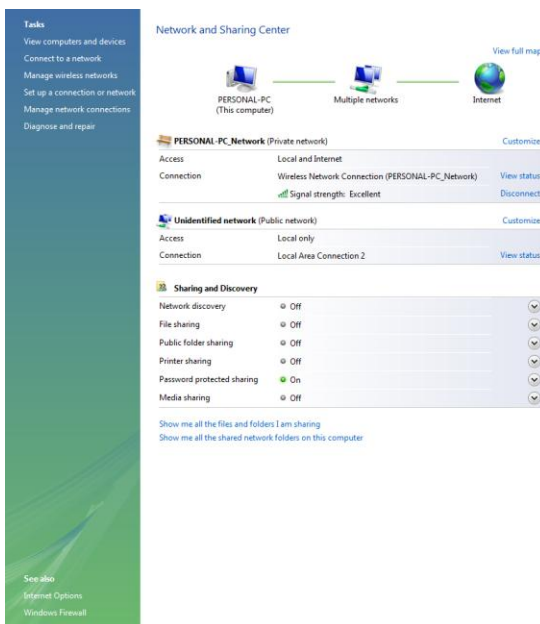 Tasks
View computers and devices
Connect to a network
Manage wireless networks
Set up a connection or network
Manage network connections
Diagnose and repair
See also
Internet Options
Windows Firewall
Network and Sharing Center
View full map
PERSONAL-PC
(This computer)
Multiple networks
Internet
PERSONAL-PC_Network (Private network) Customize
Access Local and Internet
Connection Wireless Network Connection (PERSONAL-PC_Network) View status
Signal strength: Excellent Disconnect
Unidentified network (Public network) Customize
Access Local only
Connection Local Area Connection 2 View status
Sharing and Discovery
Network discovery Off
File sharing Off
Public folder sharing Off
Printer sharing Off
Password protected sharing On
Media sharing Off
Show me all the files and folders I am sharing
Show me all the shared network folders on this computer